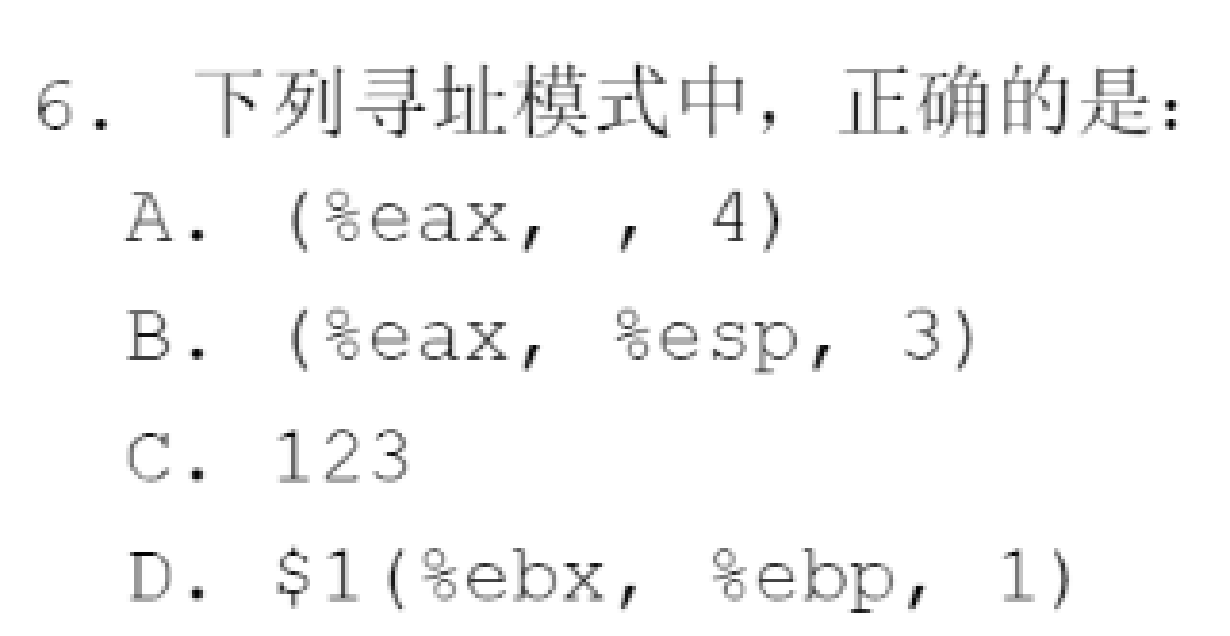 6. 下列寻址模式中，正确的是:
A. (%eax, , 4)
B. (%eax, %esp, 3)
C. 123
D. $1(%ebx, %ebp, 1)